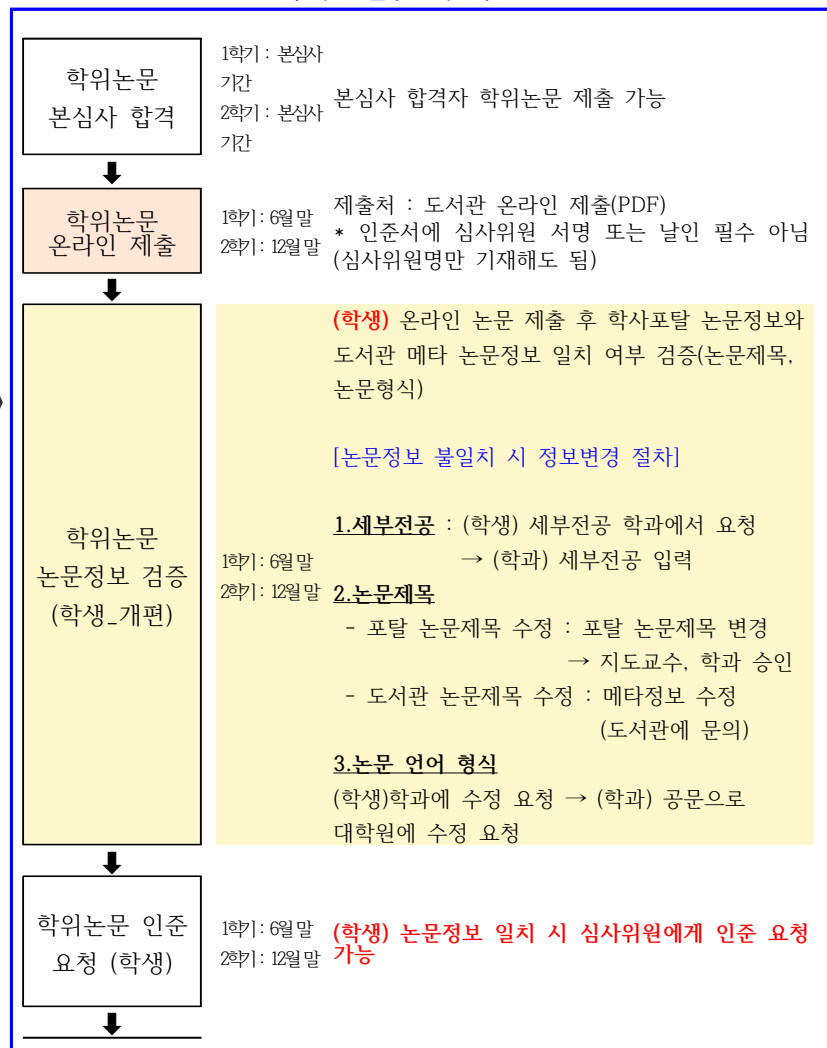 학위논문
본심사 합격
1학기 : 본심사
기간
2학기 : 본심사
기간
본심사 합격자 학위논문 제출 가능
학위논문
온라인 제출
1학기 : 6월말
2학기 : 12월말
제출처 : 도서관 온라인 제출(PDF)
* 인준서에 심사위원 서명 또는 날인 필수 아님
(심사위원명만 기재해도 됨)
학위논문
논문정보 검증
(학생_개편)
1학기 : 6월말
2학기 : 12월말
(학생) 온라인 논문 제출 후 학사포탈 논문정보와
도서관 메타 논문정보 일치 여부 검증(논문제목,
논문형식)
[논문정보 불일치 시 정보변경 절차]
1.세부전공 : (학생) 세부전공 학과에서 요청
→ (학과) 세부전공 입력
2.논문제목
- 포탈 논문제목 수정 : 포탈 논문제목 변경
→ 지도교수, 학과 승인
- 도서관 논문제목 수정 : 메타정보 수정
(도서관에 문의)
3.논문 언어 형식
(학생)학과에 수정 요청 → (학과) 공문으로
대학원에 수정 요청
학위논문 인준
요청 (학생)
1학기 : 6월말
2학기 : 12월말
(학생) 논문정보 일치 시 심사위원에게 인준 요청
가능